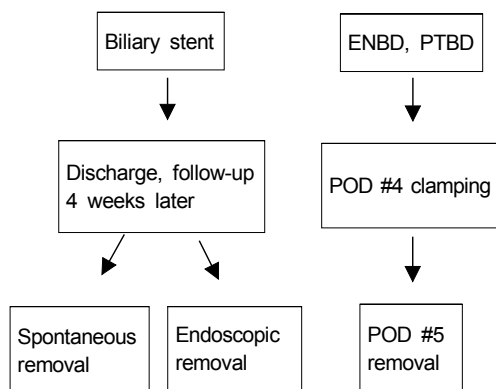 Biliary stent
ENBD, PTBD
Discharge, follow-up
4 weeks later
POD #4 clamping
Spontaneous
removal
Endoscopic
removal
POD #5
removal